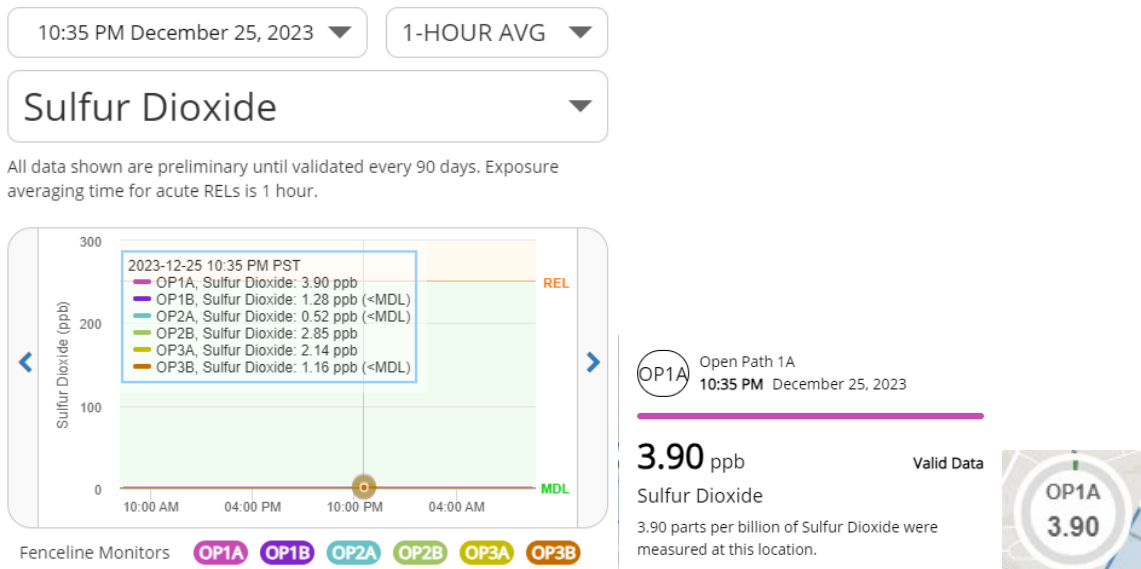 10:35 PM December 25, 2023
1-HOUR AVG
Sulfur Dioxide
All data shown are preliminary until validated every 90 days. Exposure
averaging time for acute RELs is 1 hour.
300
2023-12-25 10:35 PM PST
OP1A, Sulfur Dioxide: 3.90 ppb
REL
OP1B, Sulfur Dioxide: 1.28 ppb (<MDL)
OP2A, Sulfur Dioxide: 0.52 ppb (<MDL)
200
OP2B, Sulfur Dioxide: 2.85 ppb
OP3A, Sulfur Dioxide: 2.14 ppb
OP3B, Sulfur Dioxide: 1.16 ppb (<MDL)
Sulfur Dioxide (ppb)
100
0
MDL
10:00 AM
04:00 PM
10:00 PM
04:00 AM
Fenceline Monitors
OP1A
OP1B
OP2A
OP2B
OP3A
OP3B
OP1A
Open Path 1A
10:35 PM December 25, 2023
3.90 ppb
Valid Data
Sulfur Dioxide
3.90 parts per billion of Sulfur Dioxide were
measured at this location.
OP1A
3.90